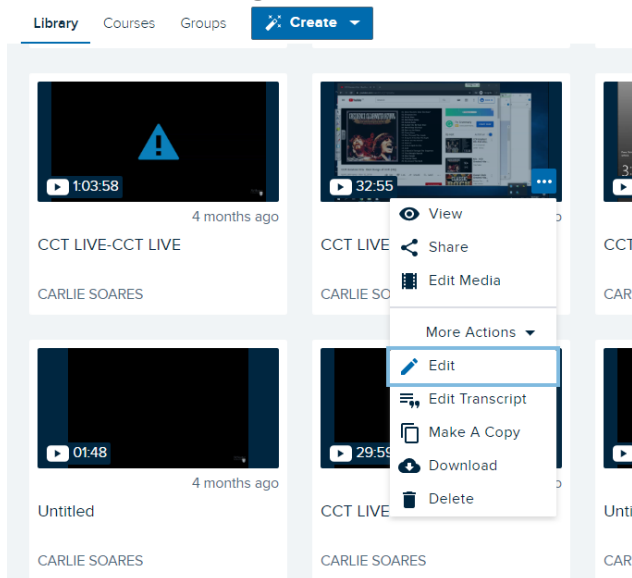 Library Courses Groups Create
1:03:58
4 months ago
CCT LIVE-CCT LIVE
CARLIE SOARES
32:55
CCT LIVE
CARLIE SO
View
Share
Edit Media
More Actions
Edit
Edit Transcript
Make A Copy
Download
Delete
CCT
CAR
01:48
4 months ago
Untitled
CARLIE SOARES
29:59
CCT LIVE
CARLIE SOARES
Unti
CAR